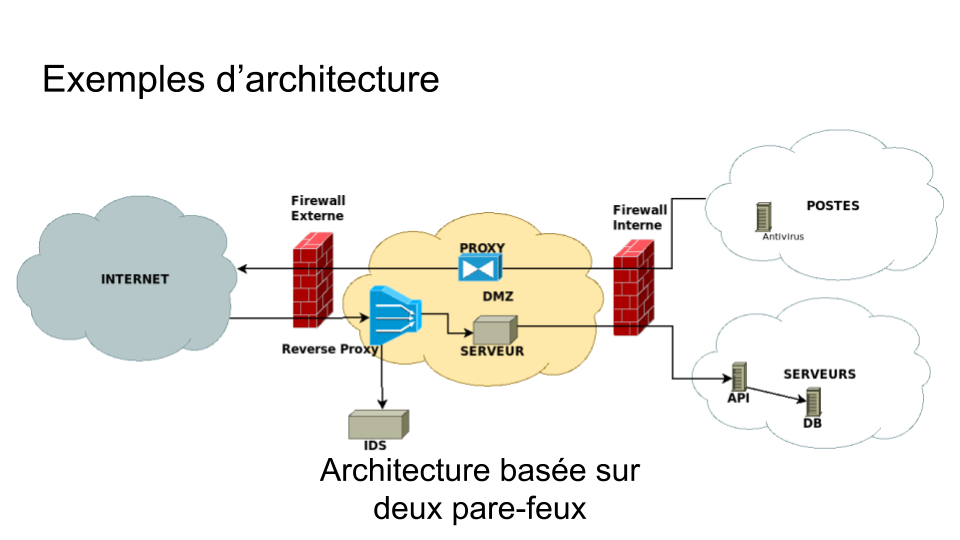 Exemples d’architecture
Firewall
Externe
Firewall
Interne
POSTES
Antivirus
PROXY
INTERNET
DMZ
Reverse Proxy
SERVEUR
SERVEURS
API
DB
IDS
Architecture basée sur
deux pare-feux